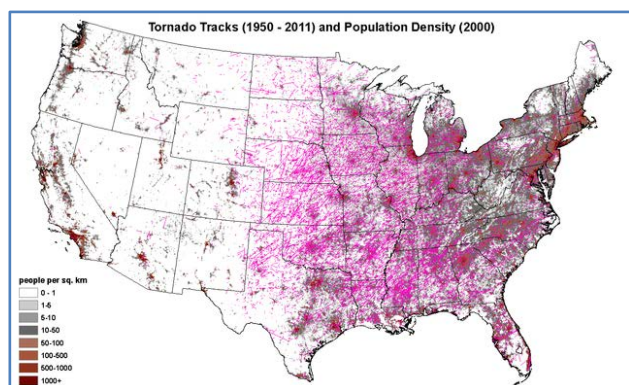 Tornado Tracks (1950 - 2011) and Population Density (2000)
people per sq. km
0 - 1
1-5
5-10
10-50
50-100
100-500
500-1000
1000+